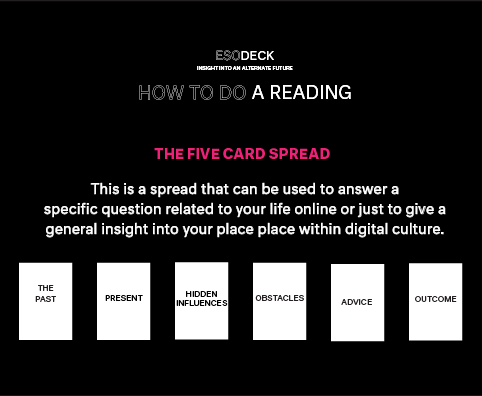 ESODECK
INSIGHT INTO AN ALTERNATE FUTURE
HOW TO DO A READING
THE FIVE CARD SPREAD
This is a spread that can be used to answer a
specific question related to your life online or just to give a
general insight into your place place within digital culture.
THE
PAST
PRESENT
HIDDEN
INFLUENCES
OBSTACLES
ADVICE
OUTCOME